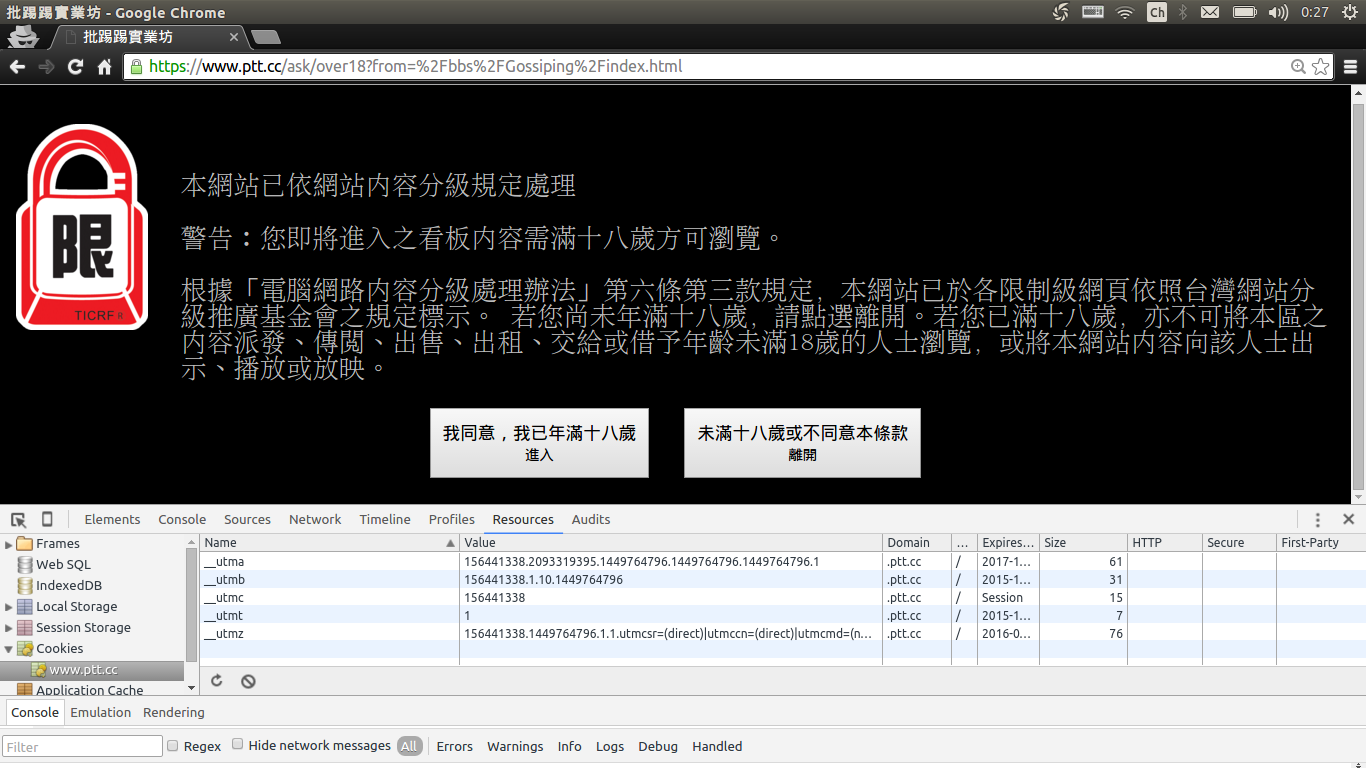 批踢踢實業坊 - Google Chrome
Ch
0:27
批踢踢實業坊
https://www.ptt.cc/ask/over18?from=%2Fbbs%2FGossiping%2Findex.html
限
TICRF R
本網站已依網站內容分級規定處理
警告：您即將進入之看板內容需滿十八歲方可瀏覽。
根據「電腦網路內容分級處理辦法」第六條第三款規定，本網站已於各限制級網頁依照台灣網站分
級推廣基金會之規定標示。 若您尚未年滿十八歲，請點選離開。若您已滿十八歲，亦不可將本區之
內容派發、傳閱、出售、出租、交給或借予年齡未滿18歲的人士瀏覽，或將本網站內容向該人士出
示、播放或放映。
我同意，我已年滿十八歲
進入
未滿十八歲或不同意本條款
離開
Elements Console Sources Network Timeline Profiles Resources Audits
Frames
Web SQL
IndexedDB
Local Storage
Session Storage
Cookies
www.ptt.cc
Application Cache
Name Value Domain ... Expires... Size HTTP Secure First-Party
__utma 156441338.2093319395.1449764796.1449764796.1449764796.1 .ptt.cc / 2017-1... 61
__utmb 156441338.1.10.1449764796 .ptt.cc / 2015-1... 31
__utmc 156441338 .ptt.cc / Session 15
__utmt 1 .ptt.cc / 2015-1... 7
__utmz 156441338.1449764796.1.1.utmcsr=(direct)|utmccn=(direct)|utmcmd=(n... .ptt.cc / 2016-0... 76
Console Emulation Rendering
Filter Regex Hide network messages All Errors Warnings Info Logs Debug Handled